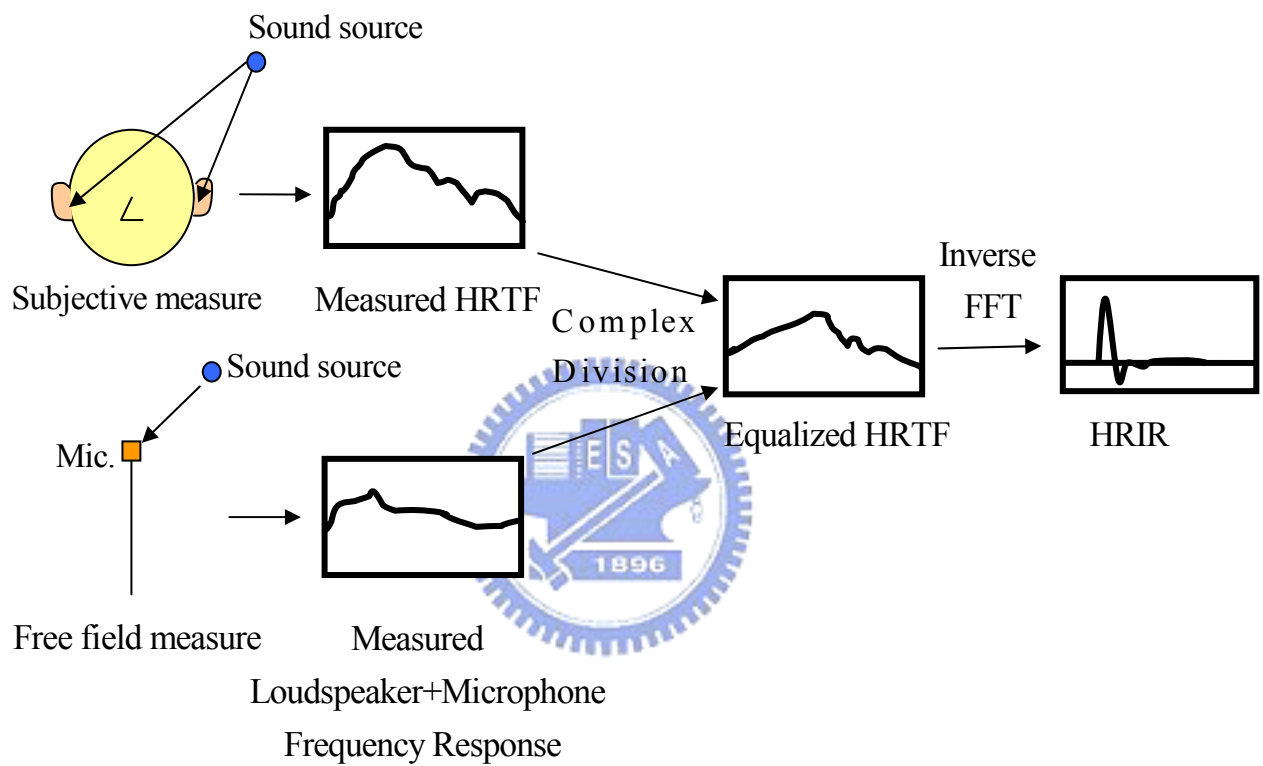 Sound source
Subjective measure
Measured HRTF
Sound source
Mic.
Free field measure
Measured
Loudspeaker+Microphone
Frequency Response
Complex
Division
Equalized HRTF
Inverse
FFT
HRIR
ESA
1896